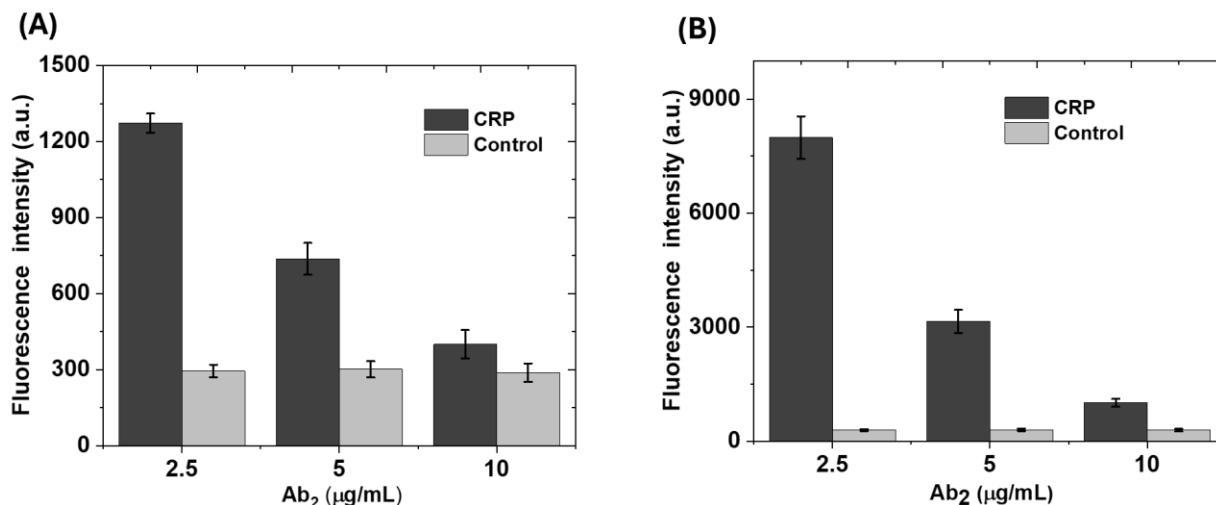 (A)
Fluorescence intensity (a.u.)
1500
1200
900
600
300
0
CRP
Control
2.5
5
10
Ab₂ (μg/mL)
(B)
Fluorescence intensity (a.u.)
9000
6000
3000
0
CRP
Control
2.5
5
10
Ab₂ (μg/mL)